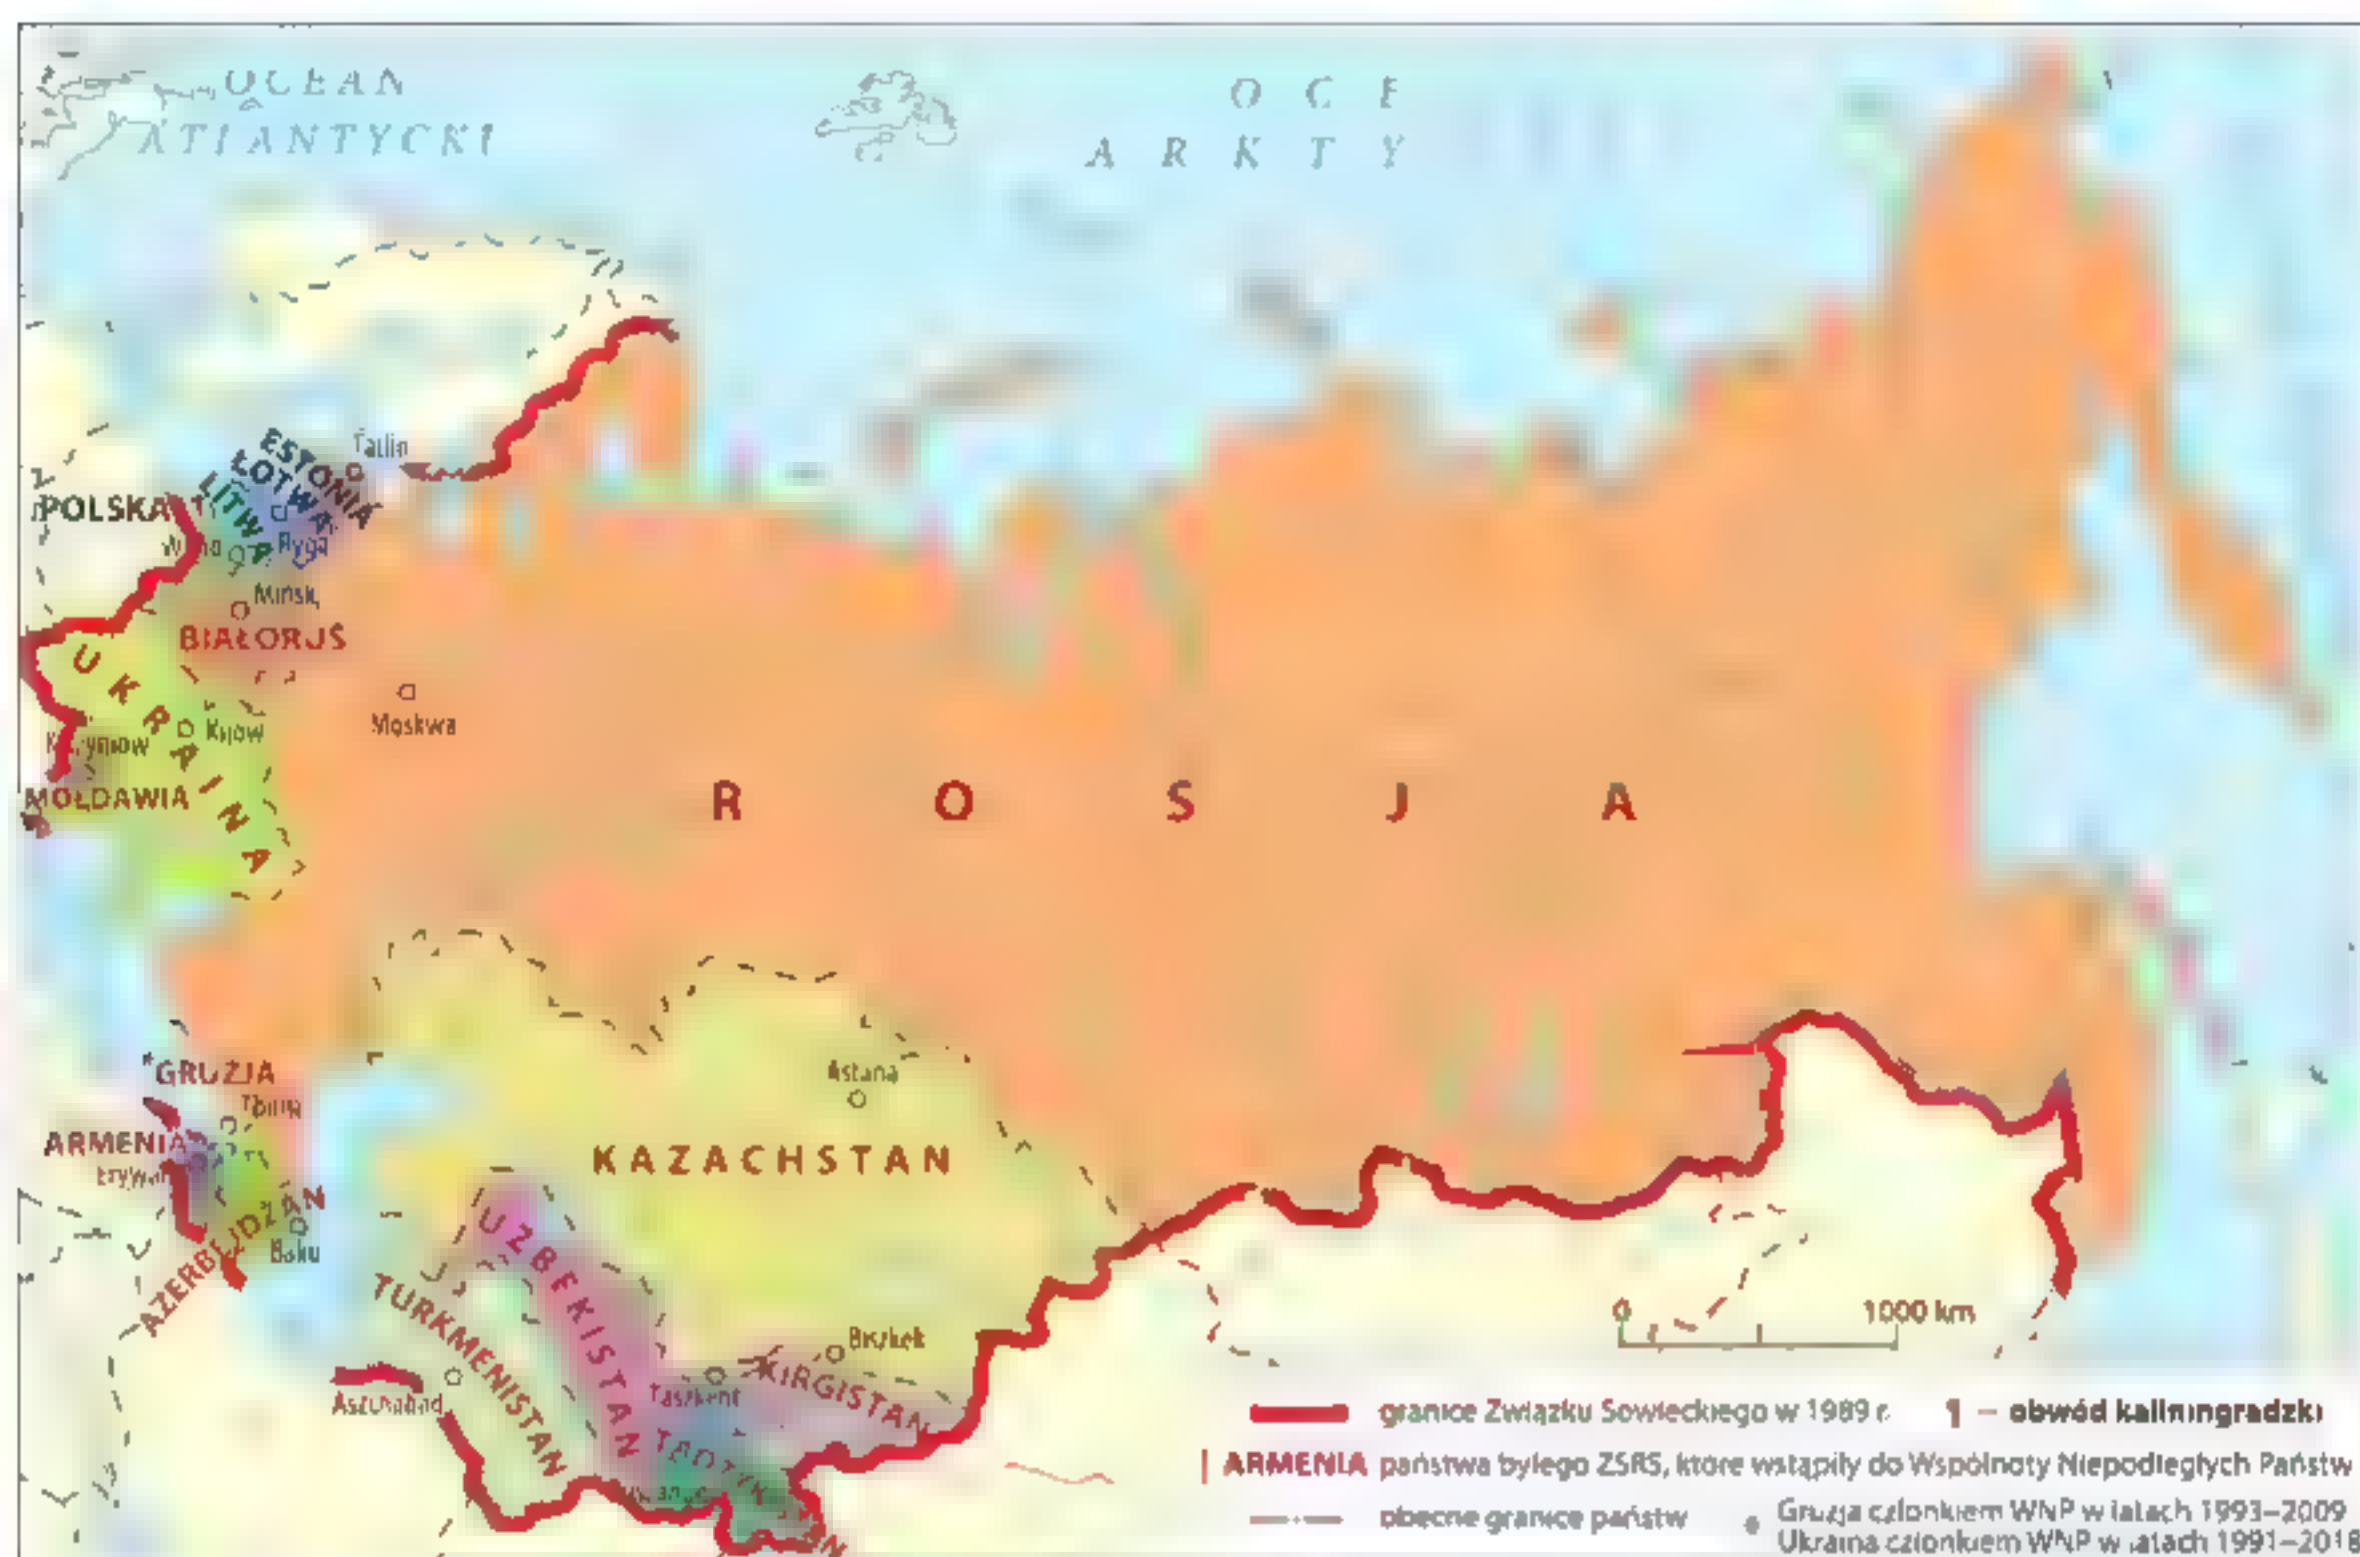 OCEAN
ATLANTYCKI
O C E
A R K T Y
ESTONIA
Tallin
ŁOTWA
LITWA
POLSKA
1
Ryga
Mińsk
BIAŁORUŚ
UKRAINA
Moskwa
Kijów
MOŁDAWIA
ROSJA
GRUZJA
Astana
ARMENIA
KAZACHSTAN
AZERBEJDŻAN
Baku
UZBEKISTAN
TURKMENISTAN
Biszkek
KIRGISTAN
Taszkent
Aszchabad
0 1000 km
granice Związku Sowieckiego w 1989 r.
1 – obwód kaliningradzki
ARMENIA państwa byłego ZSRS, które wstąpiły do Wspólnoty Niepodległych Państw
obecne granice państw
Gruzja członkiem WNP w latach 1993–2009
Ukraina członkiem WNP w latach 1991–2018